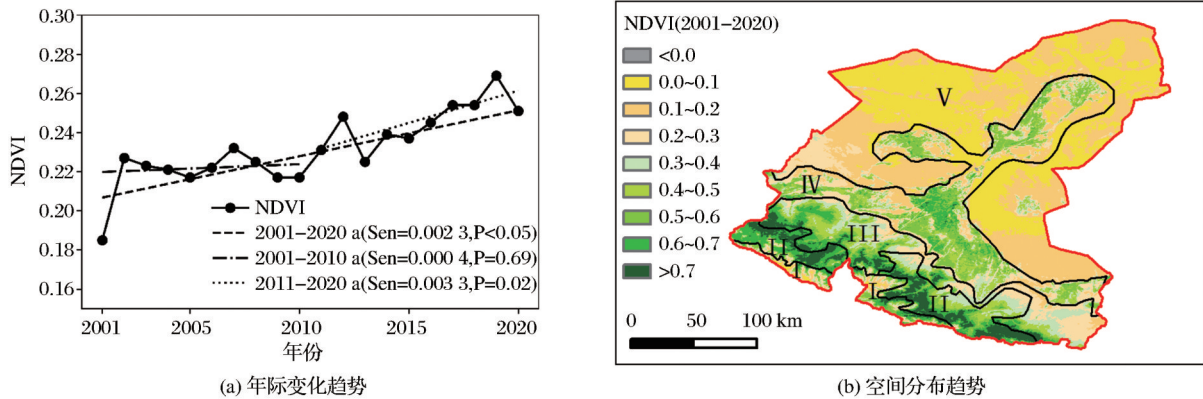 0.30
0.28
0.26
0.24
0.22
0.20
0.18
0.16
NDVI
NDVI
2001-2020 a(Sen=0.002 3,P<0.05)
2001-2010 a(Sen=0.000 4,P=0.69)
2011-2020 a(Sen=0.003 3,P=0.02)
2001 2005 2010 2015 2020
年份
(a) 年际变化趋势
NDVI(2001-2020)
<0.0
0.0~0.1
0.1~0.2
0.2~0.3
0.3~0.4
0.4~0.5
0.5~0.6
0.6~0.7
>0.7
V
IV
III
II
I
I
II
I
0 50 100 km
(b) 空间分布趋势